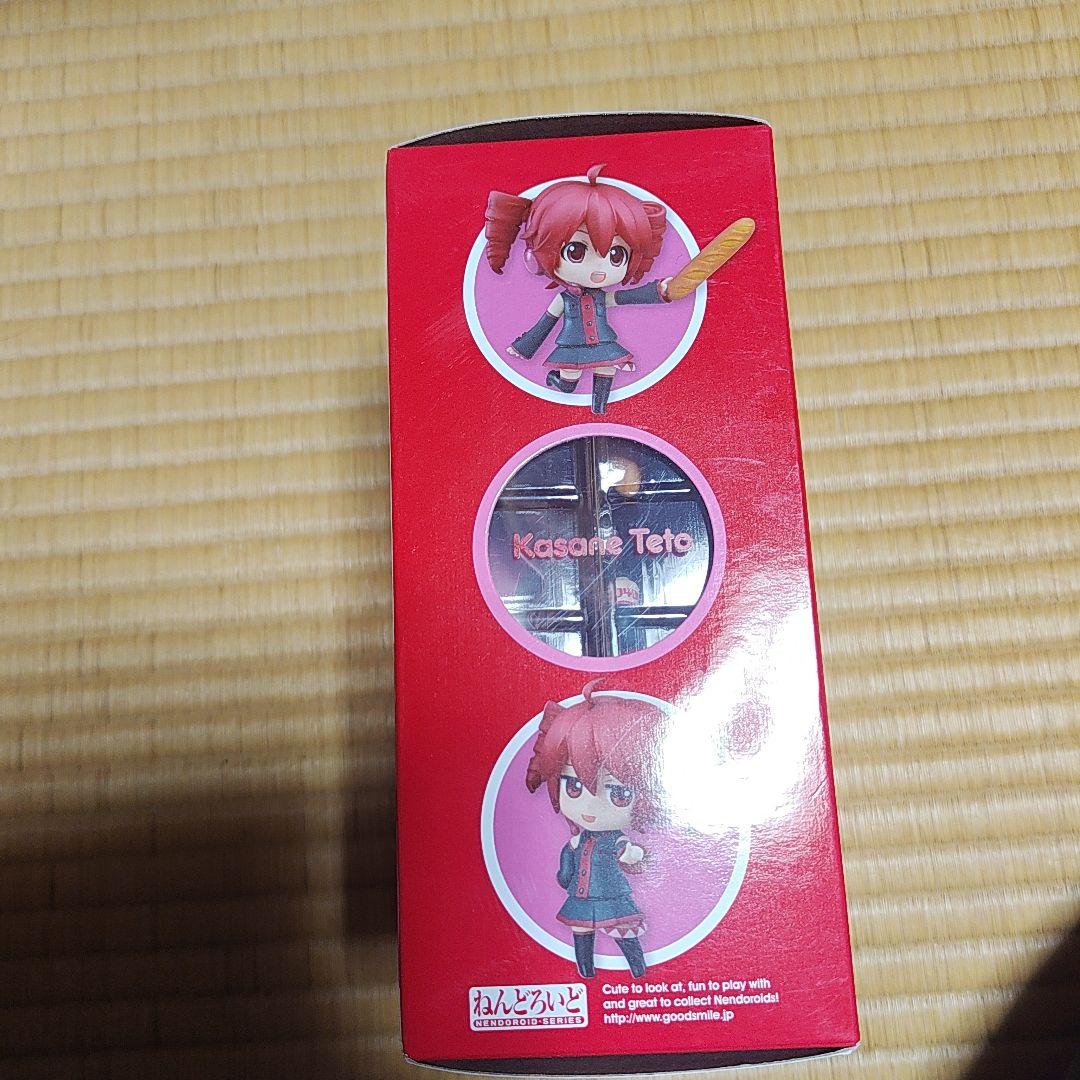 Kasane Teto
ねんどろいど
NENDOROID•SERIES
Cute to look at, fun to play with
and great to collect Nendoroids!
http://www.goodsmile.jp